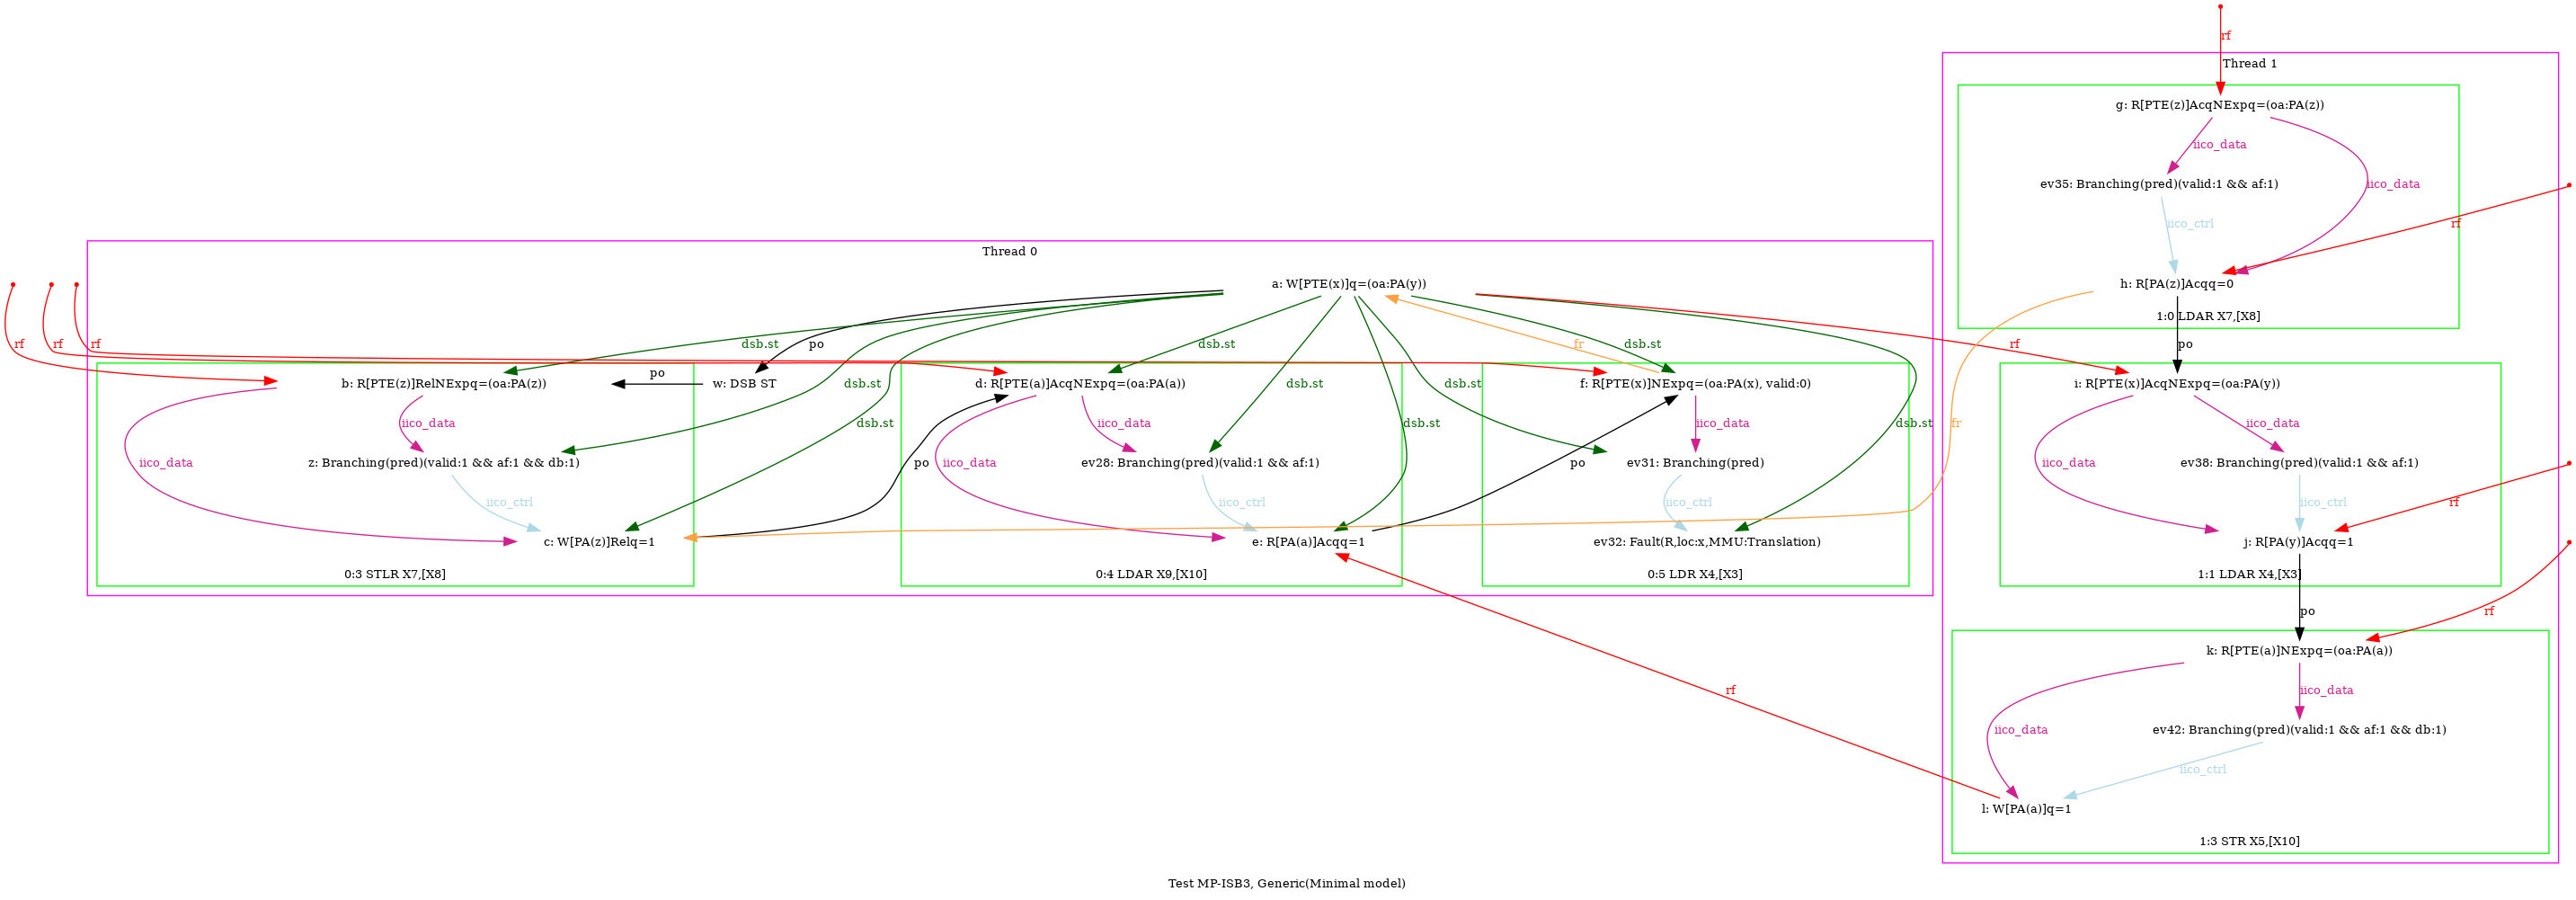 rf
Thread 1
g: R[PTE(z)]AcqNExpq=(oa:PA(z))
iico_data
ev35: Branching(pred)(valid:1 && af:1)
iico_data
iico_ctrl
rf
Thread 0
a: W[PTE(x)]q=(oa:PA(y))
h: R[PA(z)]Acqq=0
1:0 LDAR X7,[X8]
rf
rf
rf
dsb.st
po
dsb.st
fr
dsb.st
rf
po
b: R[PTE(z)]RelNExpq=(oa:PA(z))
po
w: DSB ST
dsb.st
d: R[PTE(a)]AcqNExpq=(oa:PA(a))
dsb.st
dsb.st
f: R[PTE(x)]NExpq=(oa:PA(x), valid:0)
i: R[PTE(x)]AcqNExpq=(oa:PA(y))
iico_data
dsb.st
iico_data
dsb.st
iico_data
dsb.st
fr
iico_data
iico_data
z: Branching(pred)(valid:1 && af:1 && db:1)
po
iico_data
ev28: Branching(pred)(valid:1 && af:1)
po
ev31: Branching(pred)
iico_data
ev38: Branching(pred)(valid:1 && af:1)
iico_ctrl
iico_ctrl
iico_ctrl
iico_ctrl
rf
c: W[PA(z)]Relq=1
e: R[PA(a)]Acqq=1
ev32: Fault(R,loc:x,MMU:Translation)
j: R[PA(y)]Acqq=1
0:3 STLR X7,[X8]
0:4 LDAR X9,[X10]
0:5 LDR X4,[X3]
1:1 LDAR X4,[X3]
po
rf
k: R[PTE(a)]NExpq=(oa:PA(a))
rf
iico_data
iico_data
ev42: Branching(pred)(valid:1 && af:1 && db:1)
iico_ctrl
l: W[PA(a)]q=1
1:3 STR X5,[X10]
Test MP-ISB3, Generic(Minimal model)